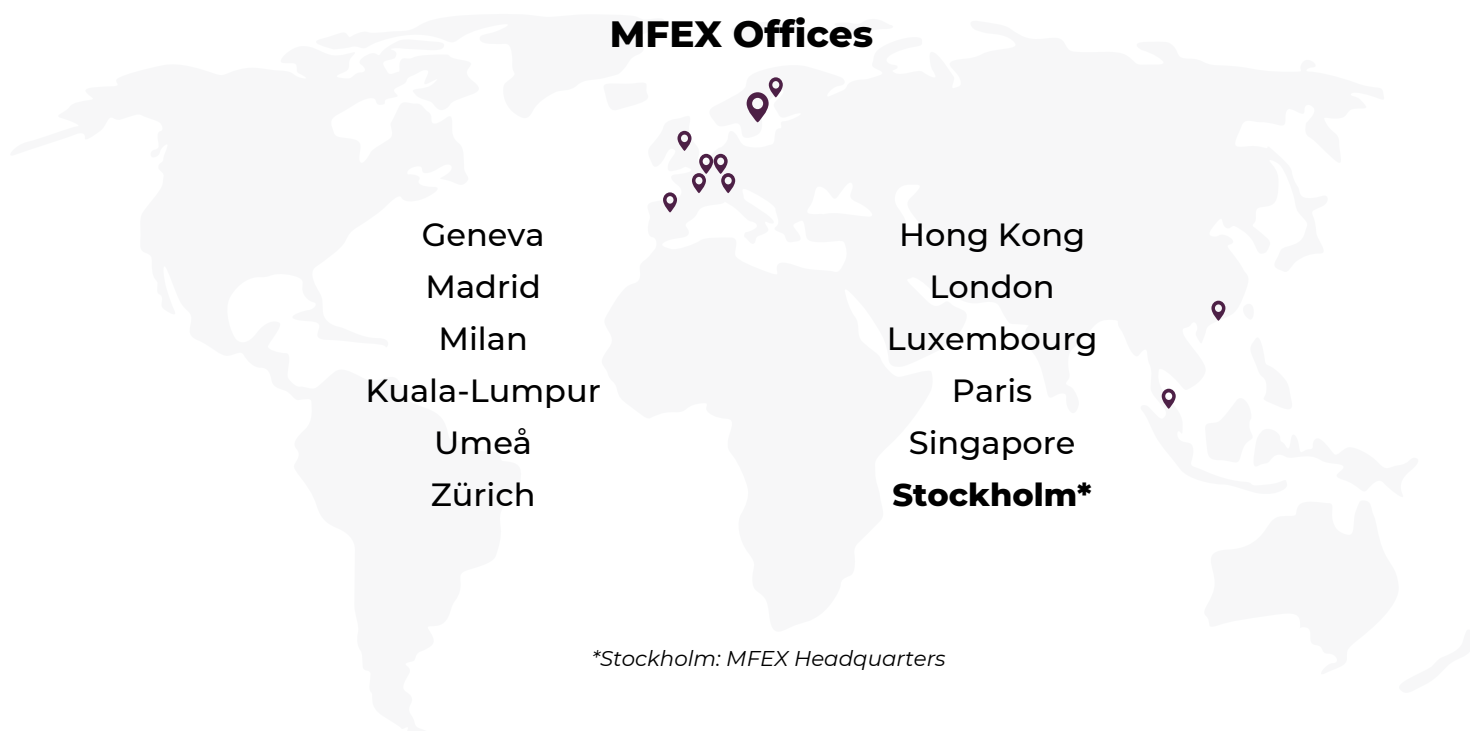 MFEX Offices
Geneva
Madrid
Milan
Kuala-Lumpur
Umeå
Zürich
Hong Kong
London
Luxembourg
Paris
Singapore
Stockholm*
*Stockholm: MFEX Headquarters